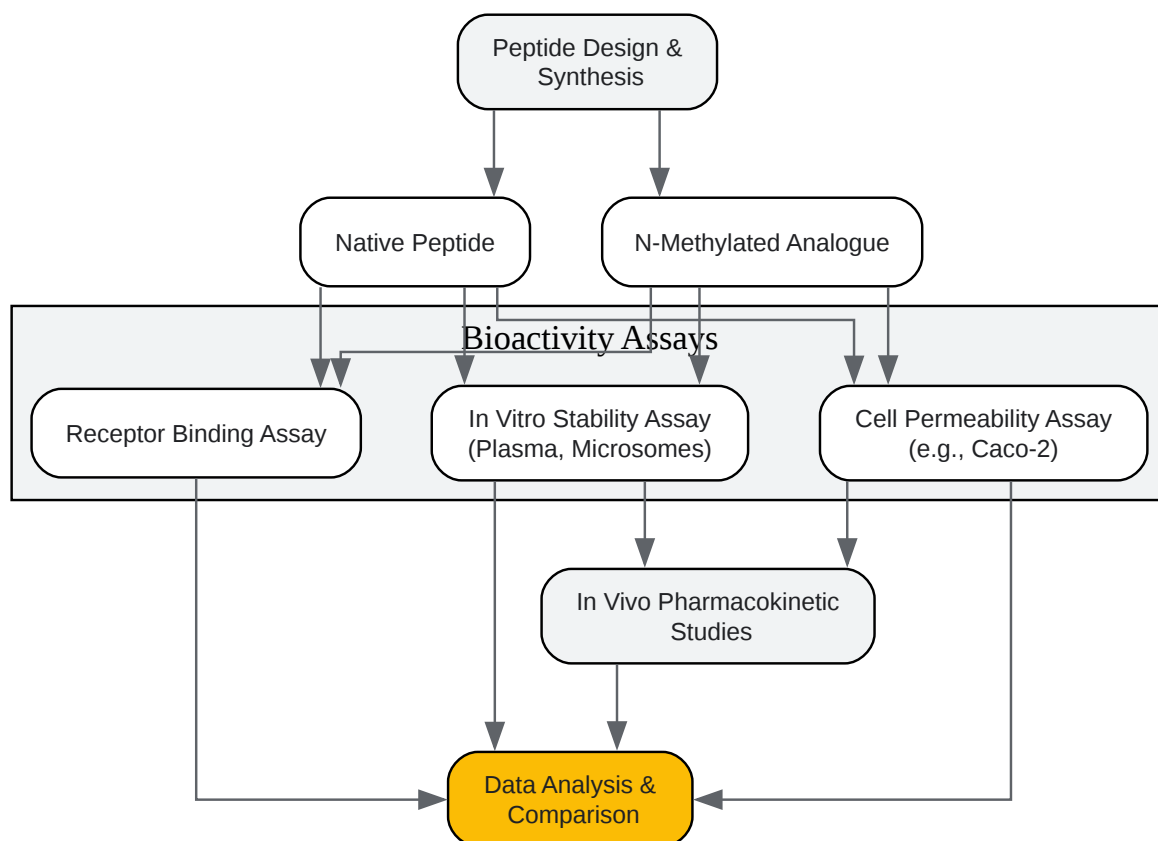 Peptide Design &
Synthesis
Native Peptide
N-Methylated Analogue
Bioactivity Assays
Receptor Binding Assay
In Vitro Stability Assay
(Plasma, Microsomes)
Cell Permeability Assay
(e.g., Caco-2)
In Vivo Pharmacokinetic
Studies
Data Analysis &
Comparison